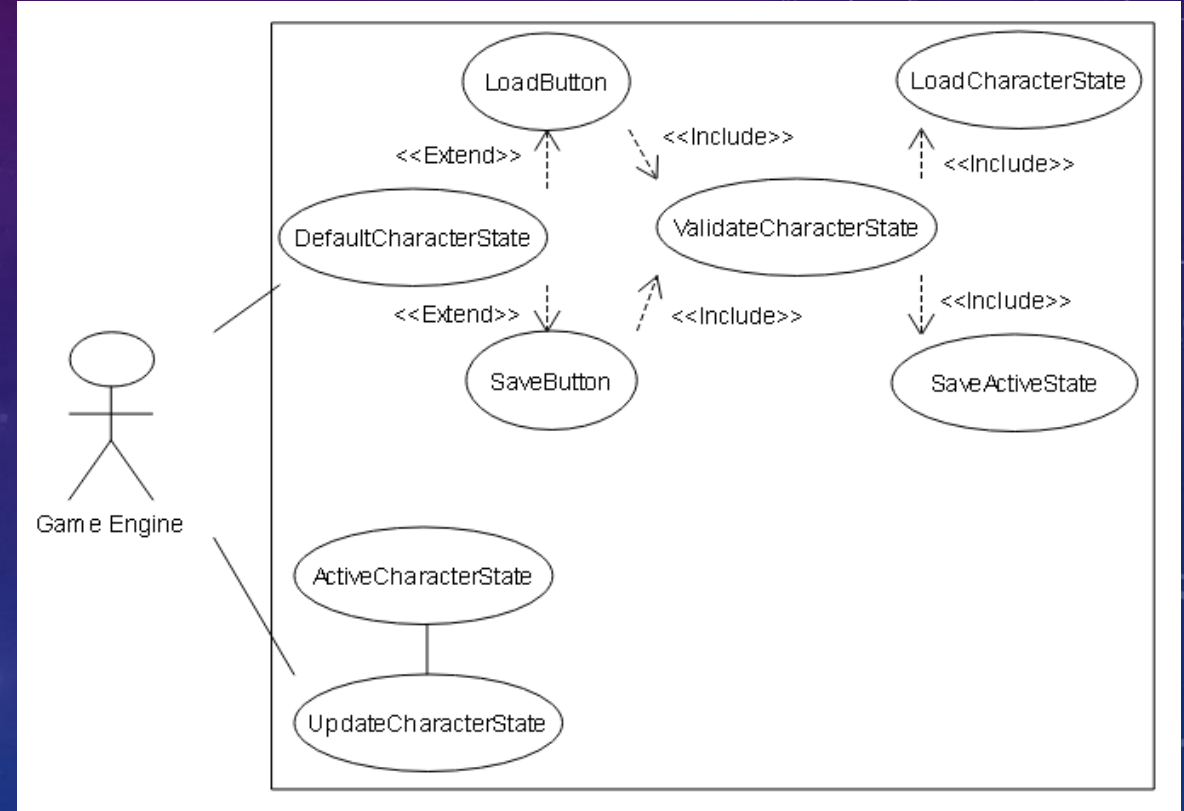 LoadButton
LoadCharacterState
<<Extend>>
<<Include>>
<<Include>>
DefaultCharacterState
ValidateCharacterState
<<Extend>>
<<Include>>
<<Include>>
SaveButton
SaveActiveState
Game Engine
ActiveCharacterState
UpdateCharacterState